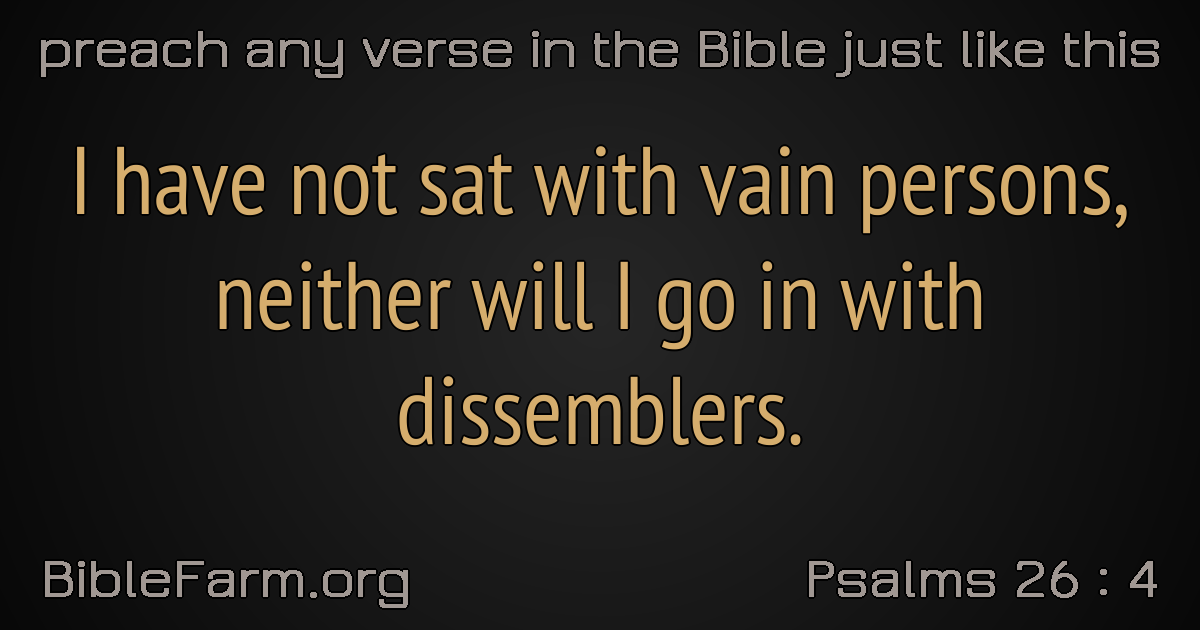 preach any verse in the Bible just like this
I have not sat with vain persons,
neither will I go in with
dissemblers.
BibleFarm.org
Psalms 26 : 4